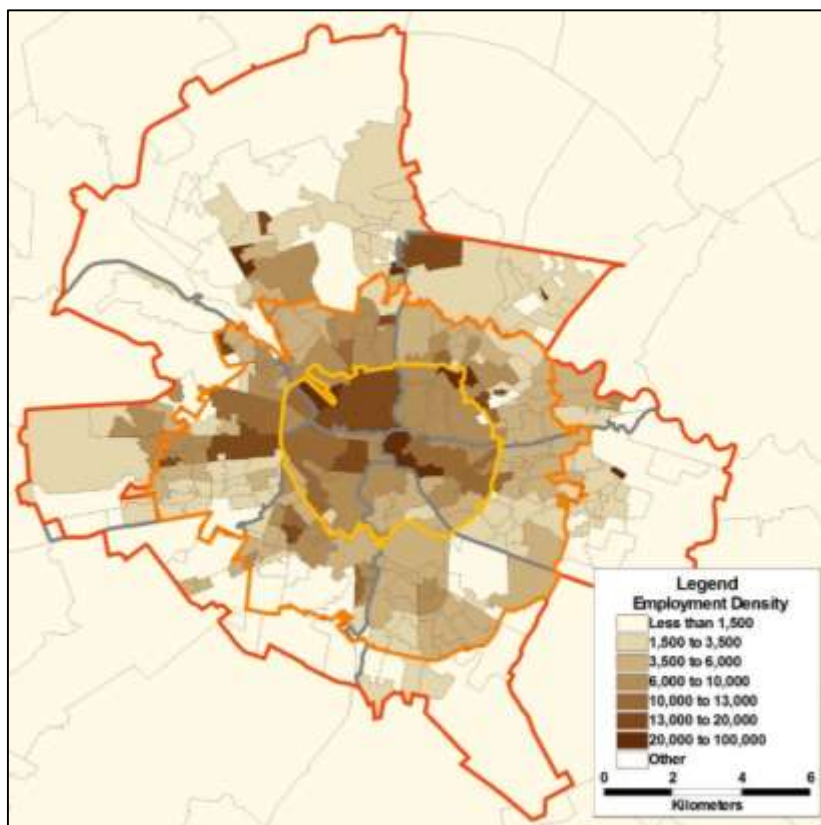 Legend
Employment Density
Less than 1,500
1,500 to 3,500
3,500 to 6,000
6,000 to 10,000
10,000 to 13,000
13,000 to 20,000
20,000 to 100,000
Other
0 2 4 6
Kilometers